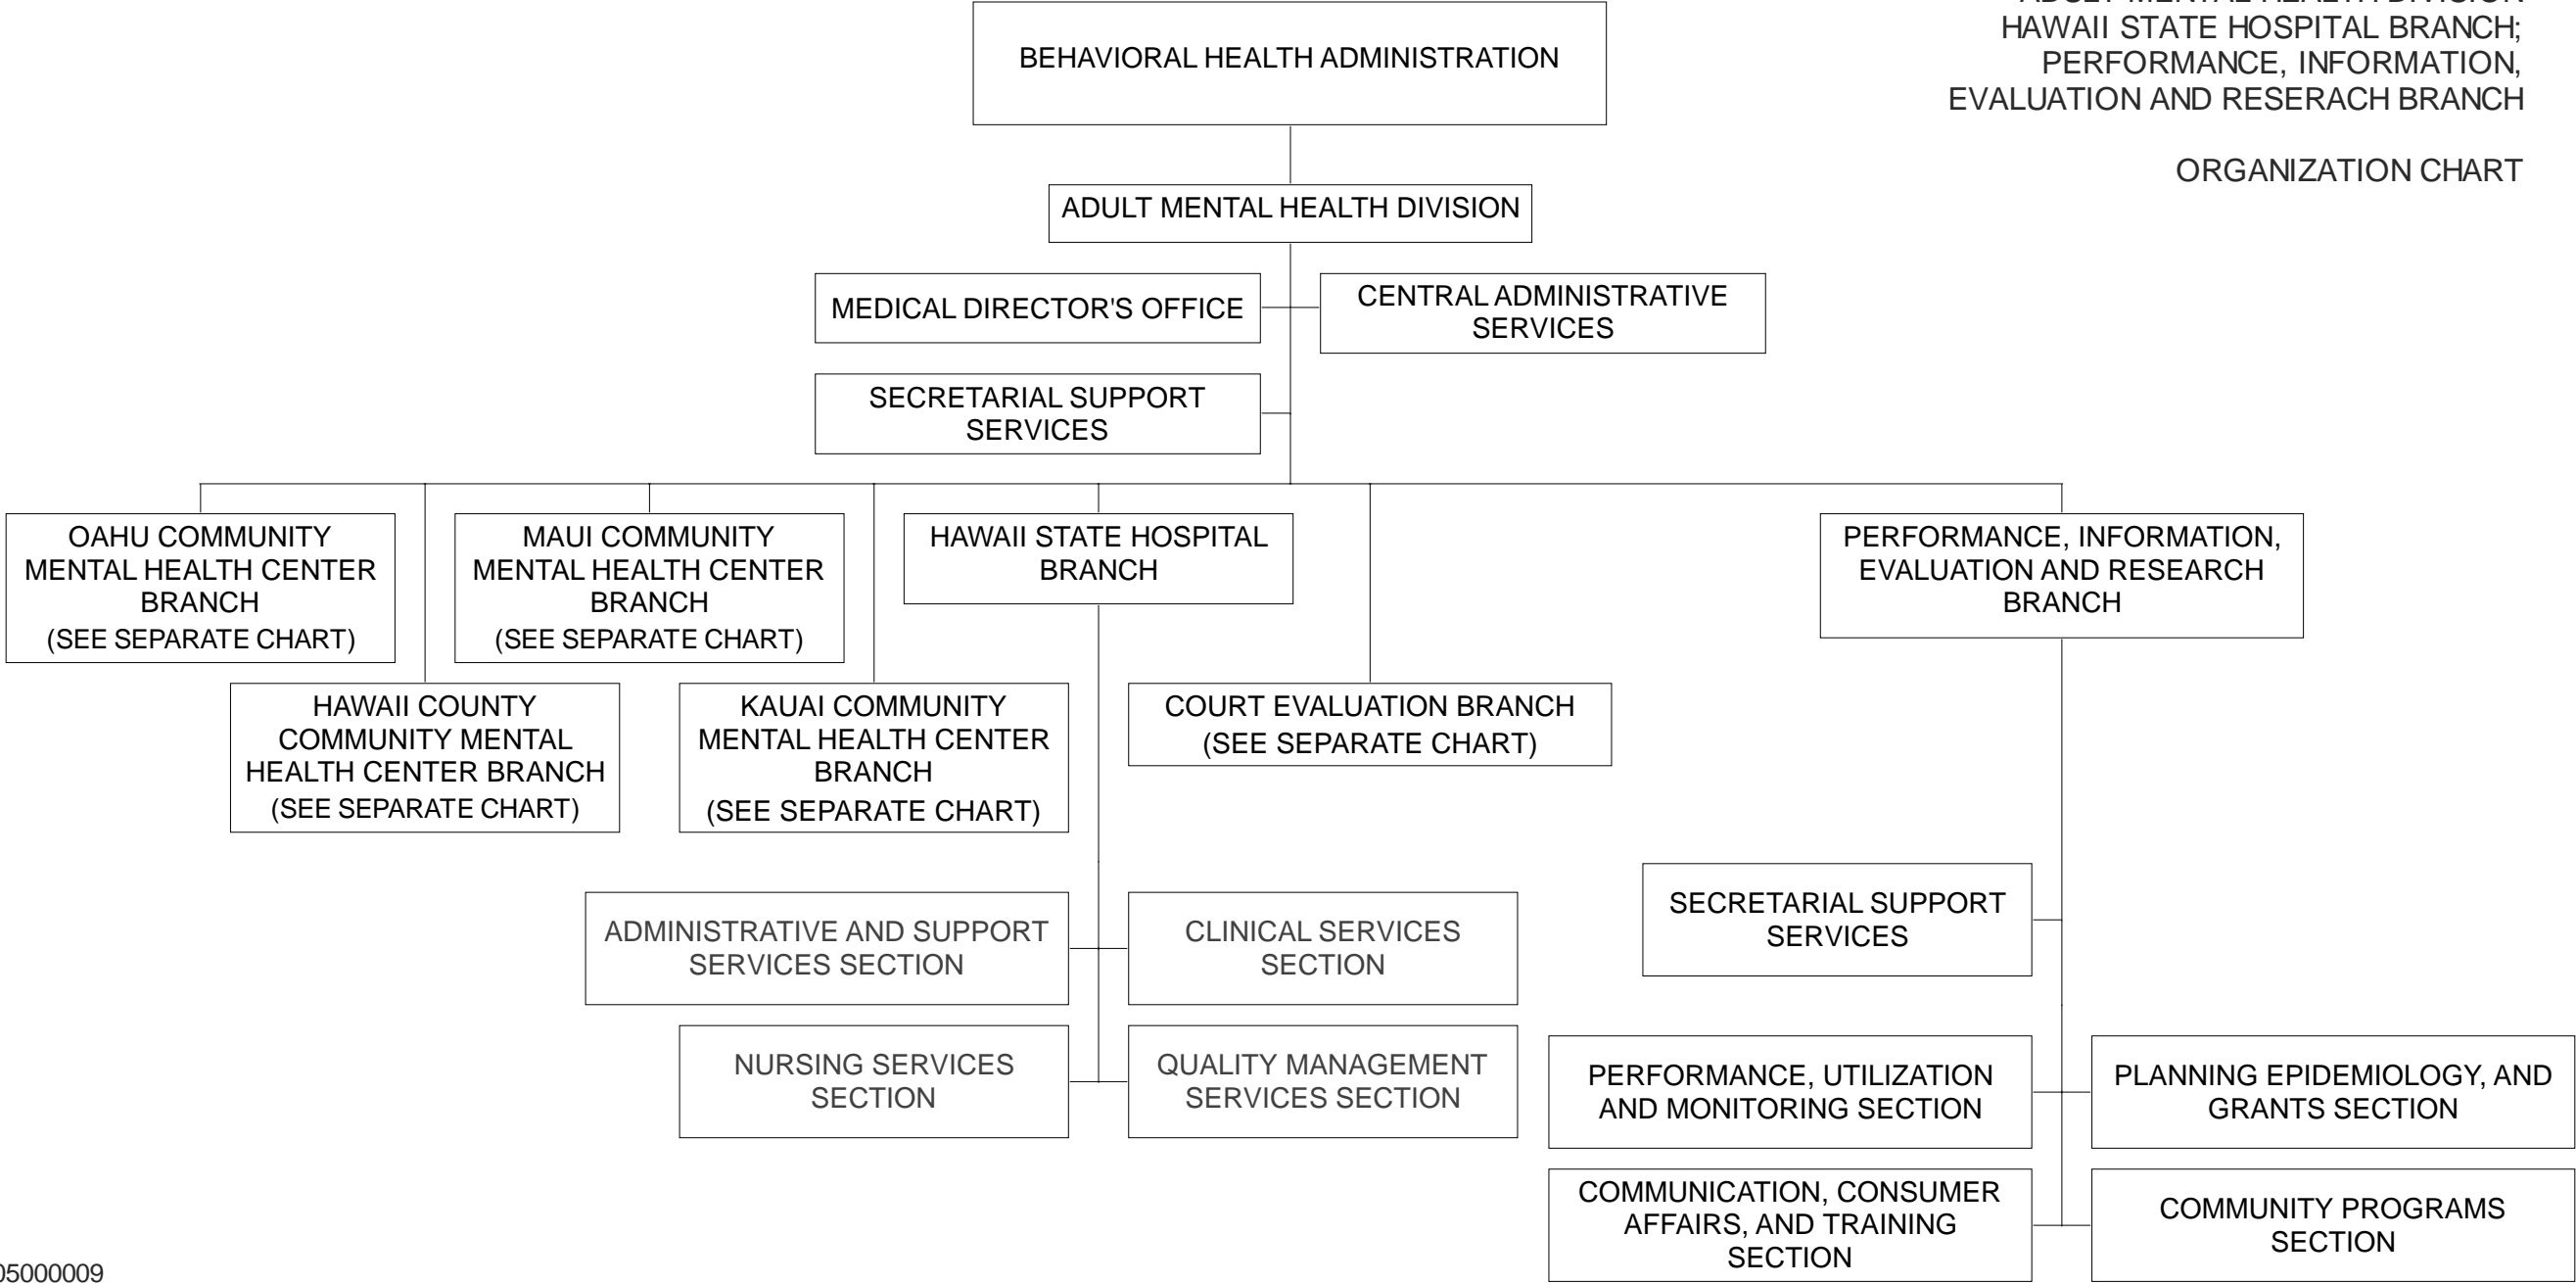 ADULT MENTAL HEALTH DIVISION
HAWAII STATE HOSPITAL BRANCH;
PERFORMANCE, INFORMATION,
EVALUATION AND RESERACH BRANCH
ORGANIZATION CHART
BEHAVIORAL HEALTH ADMINISTRATION
ADULT MENTAL HEALTH DIVISION
MEDICAL DIRECTOR'S OFFICE
CENTRAL ADMINISTRATIVE
SERVICES
SECRETARIAL SUPPORT
SERVICES
OAHU COMMUNITY
MENTAL HEALTH CENTER
BRANCH
(SEE SEPARATE CHART)
MAUI COMMUNITY
MENTAL HEALTH CENTER
BRANCH
(SEE SEPARATE CHART)
HAWAII STATE HOSPITAL
BRANCH
PERFORMANCE, INFORMATION,
EVALUATION AND RESEARCH
BRANCH
HAWAII COUNTY
COMMUNITY MENTAL
HEALTH CENTER BRANCH
(SEE SEPARATE CHART)
KAUAI COMMUNITY
MENTAL HEALTH CENTER
BRANCH
(SEE SEPARATE CHART)
COURT EVALUATION BRANCH
(SEE SEPARATE CHART)
ADMINISTRATIVE AND SUPPORT
SERVICES SECTION
CLINICAL SERVICES
SECTION
NURSING SERVICES
SECTION
QUALITY MANAGEMENT
SERVICES SECTION
SECRETARIAL SUPPORT
SERVICES
PERFORMANCE, UTILIZATION
AND MONITORING SECTION
PLANNING EPIDEMIOLOGY, AND
GRANTS SECTION
COMMUNICATION, CONSUMER
AFFAIRS, AND TRAINING
SECTION
COMMUNITY PROGRAMS
SECTION
05000009